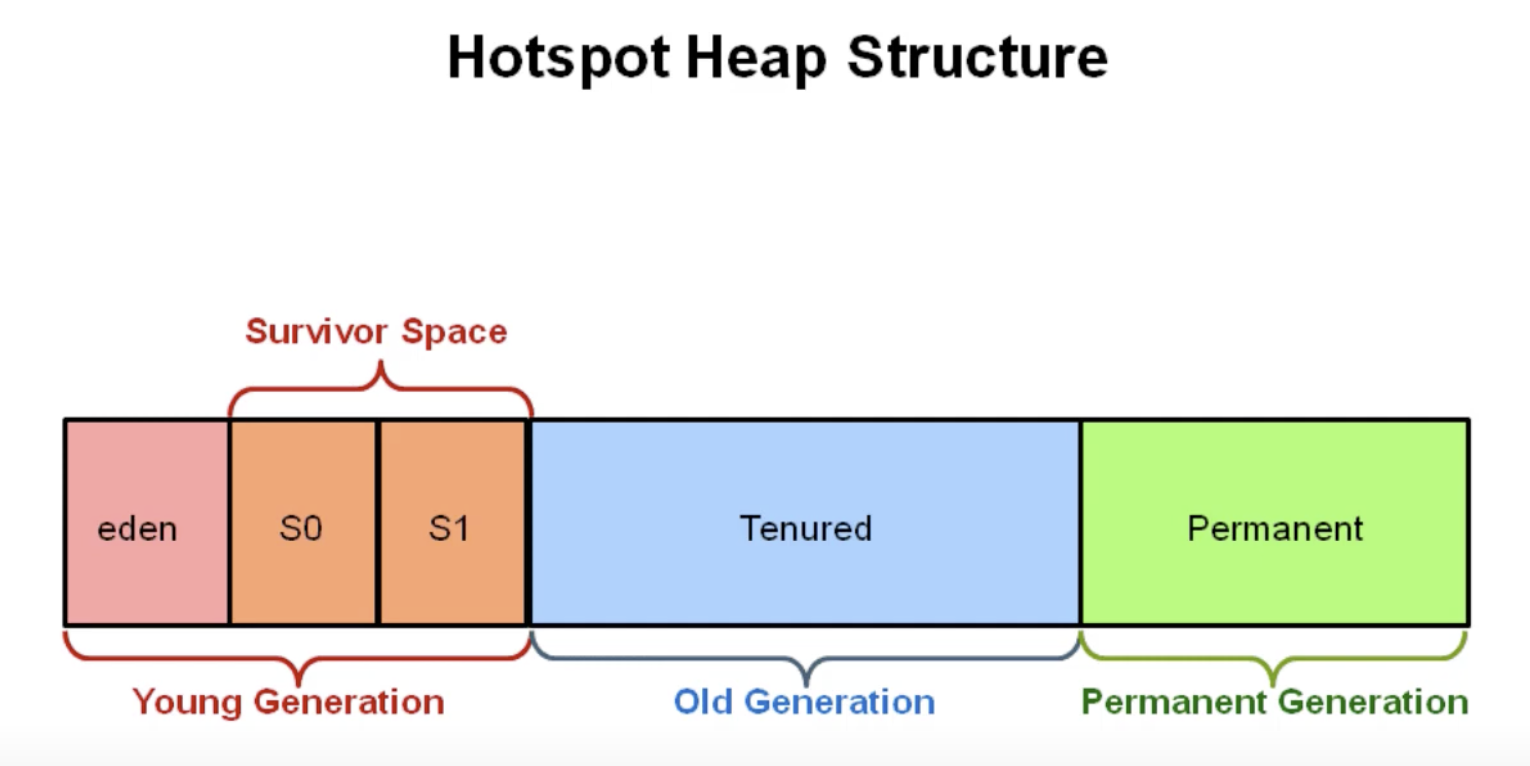 Hotspot Heap Structure
Survivor Space
eden
S0
S1
Tenured
Permanent
Young Generation
Old Generation
Permanent Generation